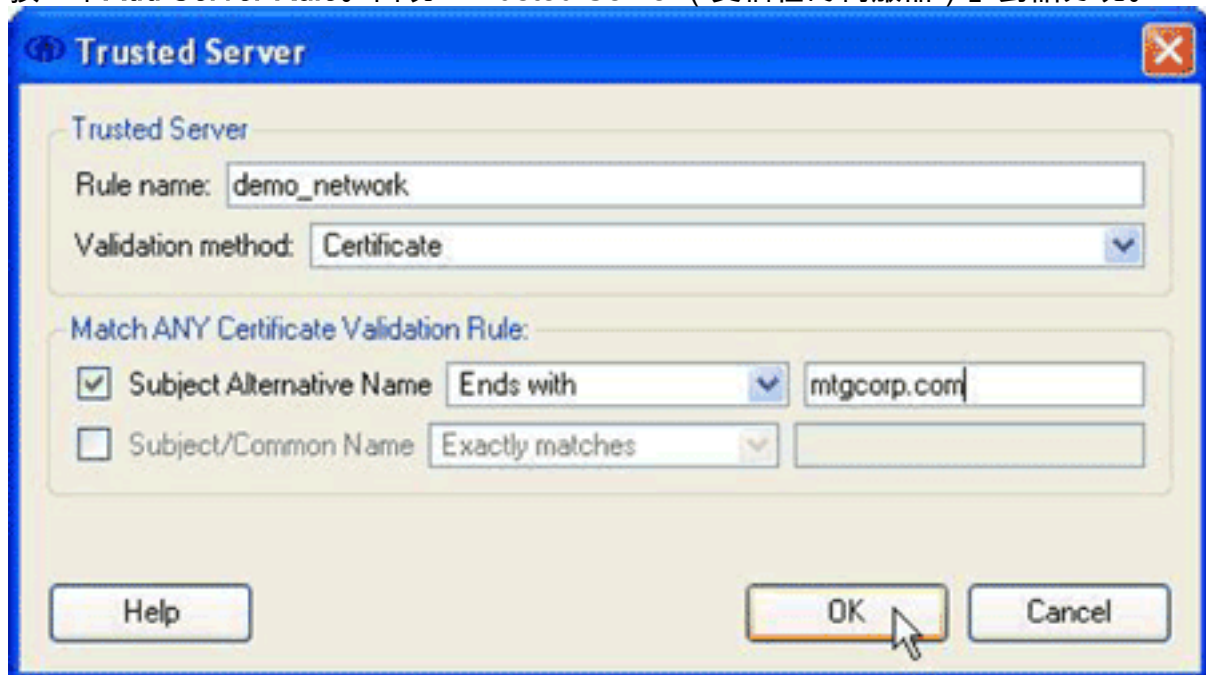 Trusted Server
Trusted Server
Rule name: demo_network
Validation method: Certificate
Match ANY Certificate Validation Rule:
Subject Alternative Name Ends with mtgcorp.com
Subject/Common Name Exactly matches
Help OK Cancel